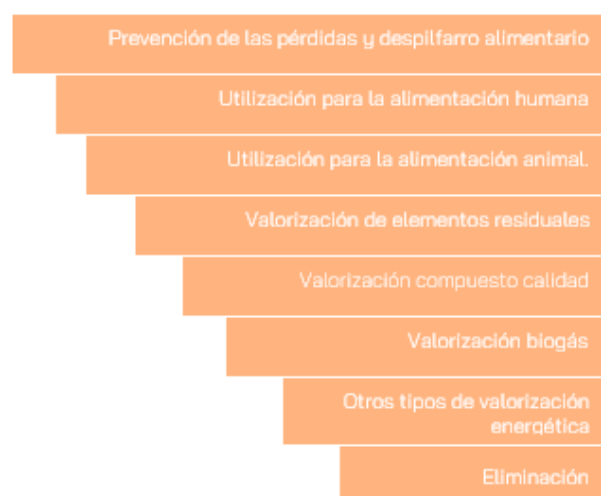 Prevención de las pérdidas y despilfarro alimentario
Utilización para la alimentación humana
Utilización para la alimentación animal.
Valorización de elementos residuales
Valorización compuesto calidad
Valorización biogás
Otros tipos de valorización
energética
Eliminación